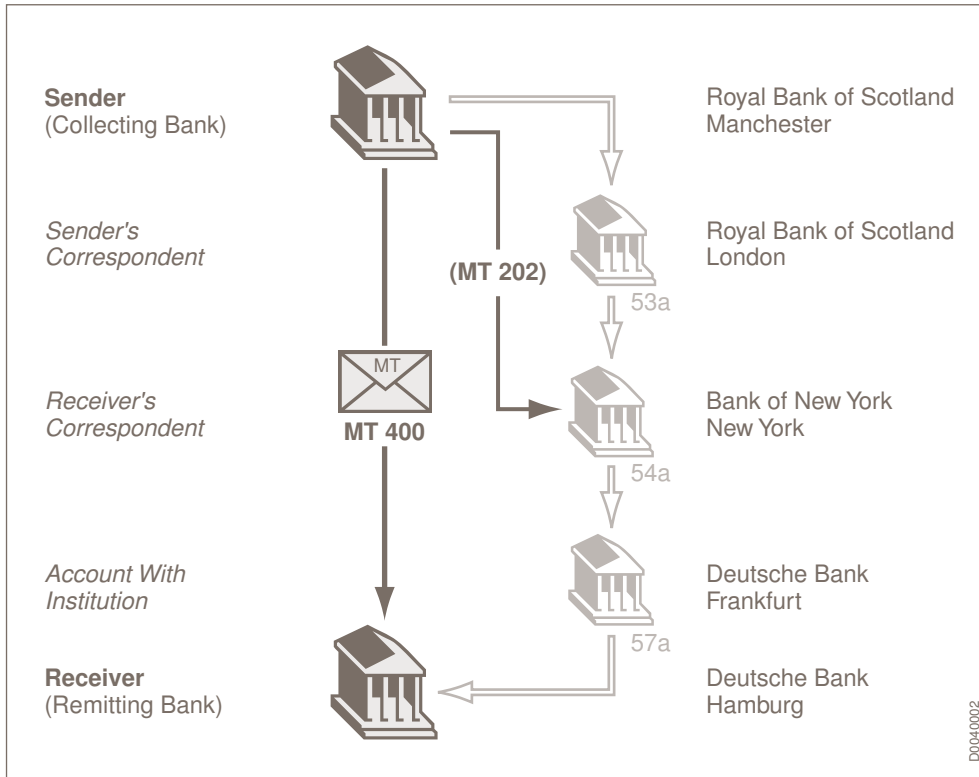 Sender
(Collecting Bank)
Royal Bank of Scotland
Manchester
Sender's
Correspondent
(MT 202)
Royal Bank of Scotland
London
53a
MT
MT 400
Receiver's
Correspondent
Bank of New York
New York
54a
Account With
Institution
Deutsche Bank
Frankfurt
57a
Receiver
(Remitting Bank)
Deutsche Bank
Hamburg
D0040002